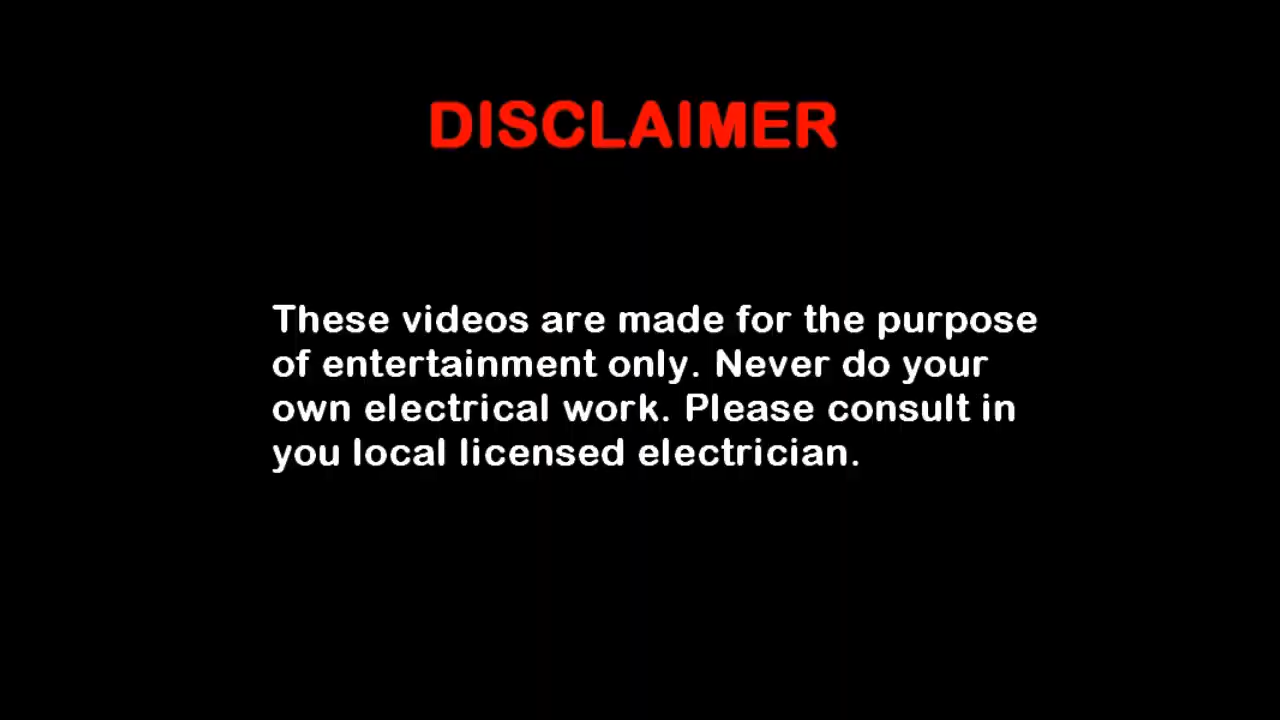 DISCLAIMER
These videos are made for the purpose
of entertainment only. Never do your
own electrical work. Please consult in
you local licensed electrician.